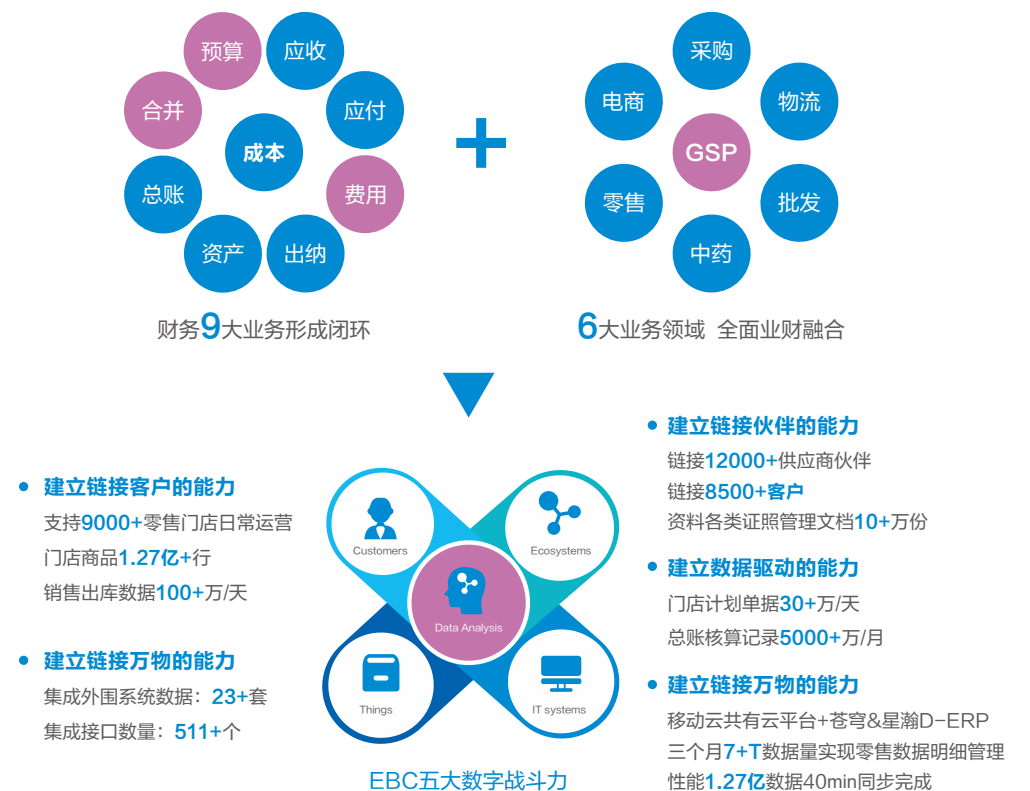 预算
应收
合并
应付
成本
总账
费用
资产
出纳
财务9大业务形成闭环
采购
电商
物流
GSP
零售
批发
中药
6大业务领域 全面业财融合
建立链接客户的能力
支持9000+零售门店日常运营
门店商品1.27亿+行
销售出库数据100+万/天
建立链接万物的能力
集成外围系统数据：23+套
集成接口数量：511+个
Customers
Ecosystems
Data Analysis
Things
IT systems
EBC五大数字战斗力
建立链接伙伴的能力
链接12000+供应商伙伴
链接8500+客户
资料各类证照管理文档10+万份
建立数据驱动的能力
门店计划单据30+万/天
总账核算记录5000+万/月
建立链接万物的能力
移动云共有云平台+苍穹&星瀚D-ERP
三个月7+T数据量实现零售数据明细管理
性能1.27亿数据40min同步完成